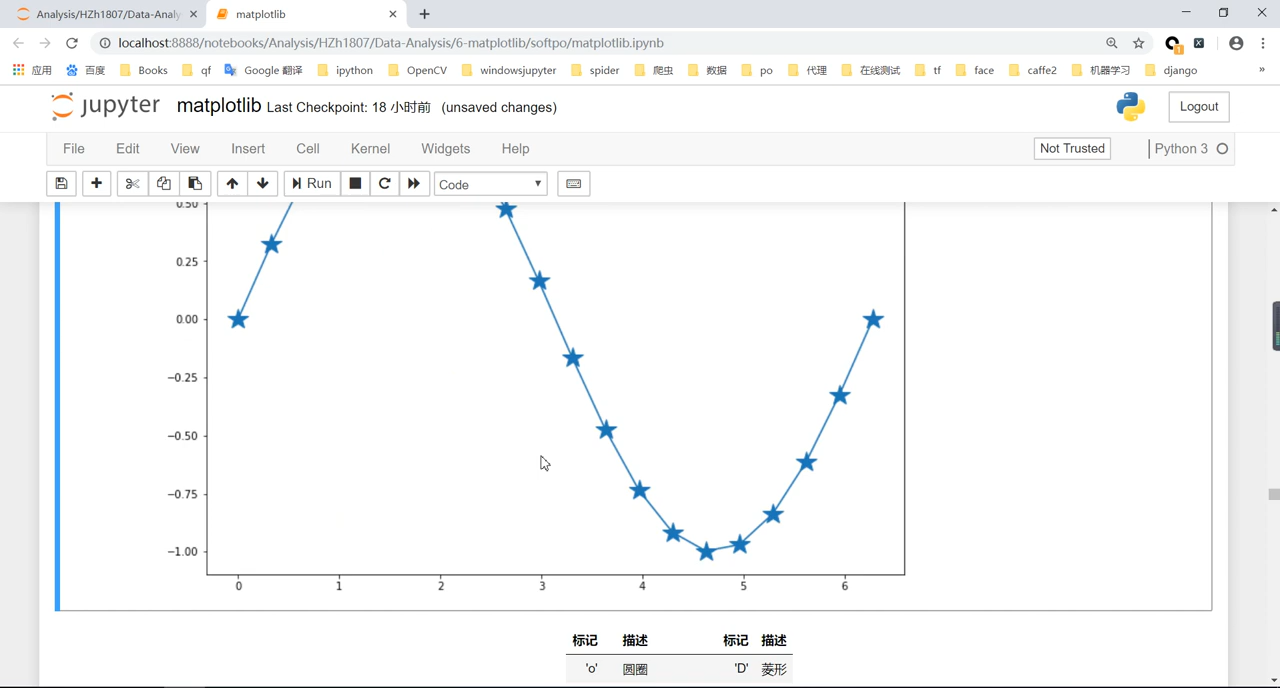 Analysis/HZh1807/Data-Analy
matplotlib
localhost:8888/notebooks/Analysis/HZh1807/Data-Analysis/6-matplotlib/softpo/matplotlib.ipynb
应用 百度 Books qf Google 翻译 ipython OpenCV windowsjupyter spider 爬虫 数据 po 代理 在线测试 tf face caffe2 机器学习 django »
jupyter matplotlib Last Checkpoint: 18 小时前 (unsaved changes) Logout
File Edit View Insert Cell Kernel Widgets Help Not Trusted Python 3
Run Code
0.50
0.25
0.00
−0.25
−0.50
−0.75
−1.00
0 1 2 3 4 5 6
标记 描述 标记 描述
'o' 圆圈 'D' 菱形